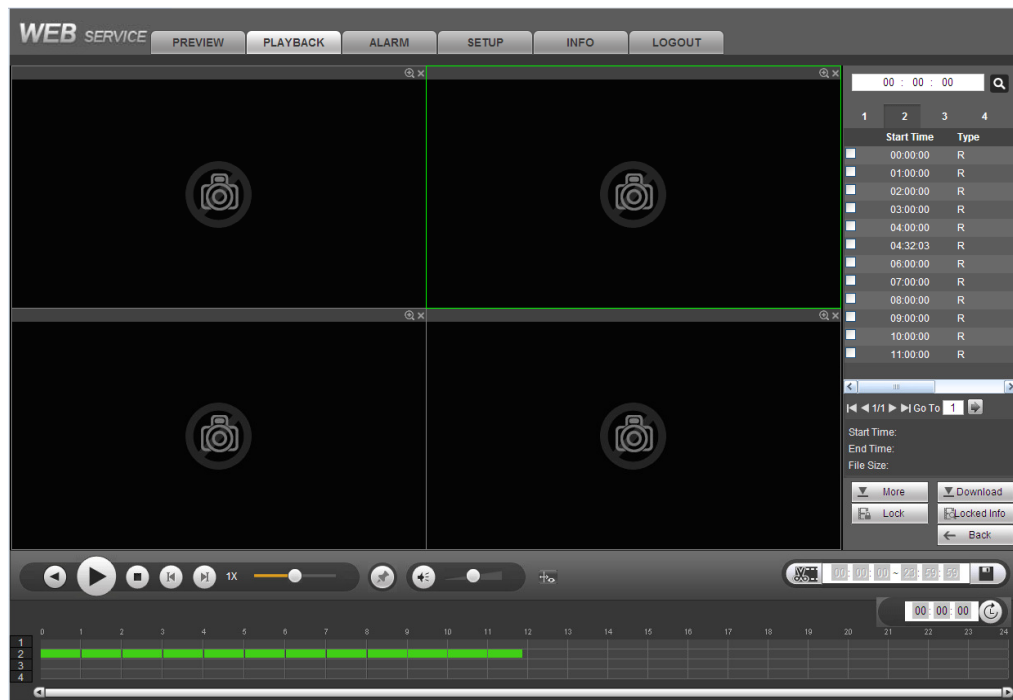 WEB SERVICE PREVIEW PLAYBACK ALARM SETUP INFO LOGOUT
00 : 00 : 00
1 2 3 4
Start Time Type
00:00:00 R
01:00:00 R
02:00:00 R
03:00:00 R
04:00:00 R
04:32:03 R
06:00:00 R
07:00:00 R
08:00:00 R
09:00:00 R
10:00:00 R
11:00:00 R
1/1 Go To 1
Start Time:
End Time:
File Size:
More Download
Lock Locked Info
Back
1X 00: 00: 00 ~ 23: 59: 59
00: 00: 00
0 1 2 3 4 5 6 7 8 9 10 11 12 13 14 15 16 17 18 19 20 21 22 23 24
1
2
3
4